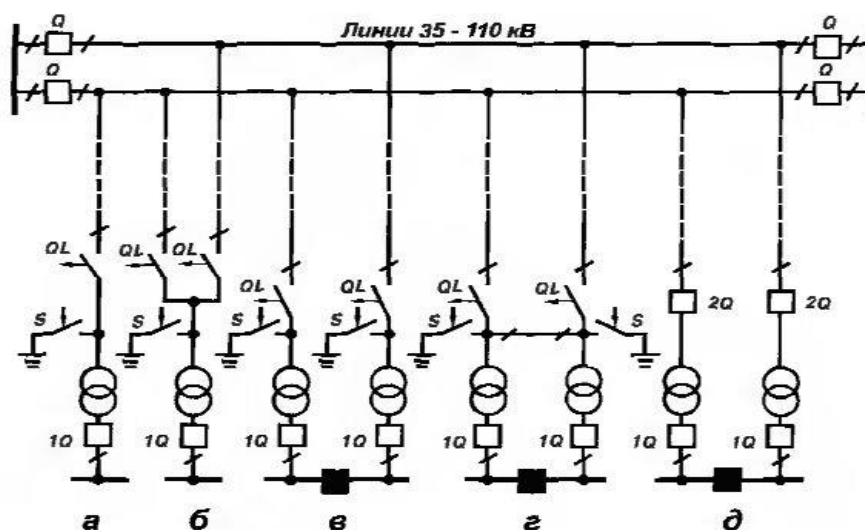 Q Линии 35 - 110 кВ Q
Q Q
QL QL QL
QL QL QL QL 2Q 2Q
S S S S S S
1Q 1Q 1Q 1Q 1Q 1Q 1Q 1Q
а б в г д